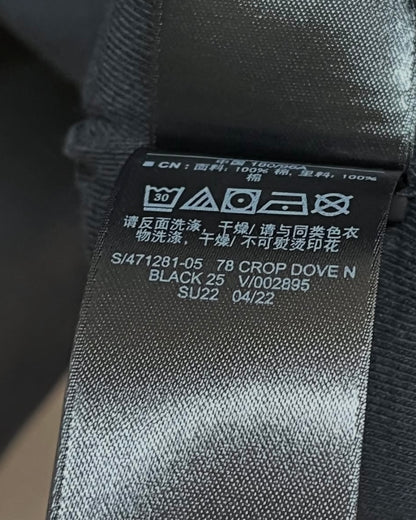 CN : 面料: 100% 棉, 里料: 100%
棉
30
请反面洗涤, 干燥/ 请与同类色衣
物洗涤, 干燥/ 不可熨烫印花
S/471281-05 78 CROP DOVE N
BLACK 25 V/002895
SU22 04/22